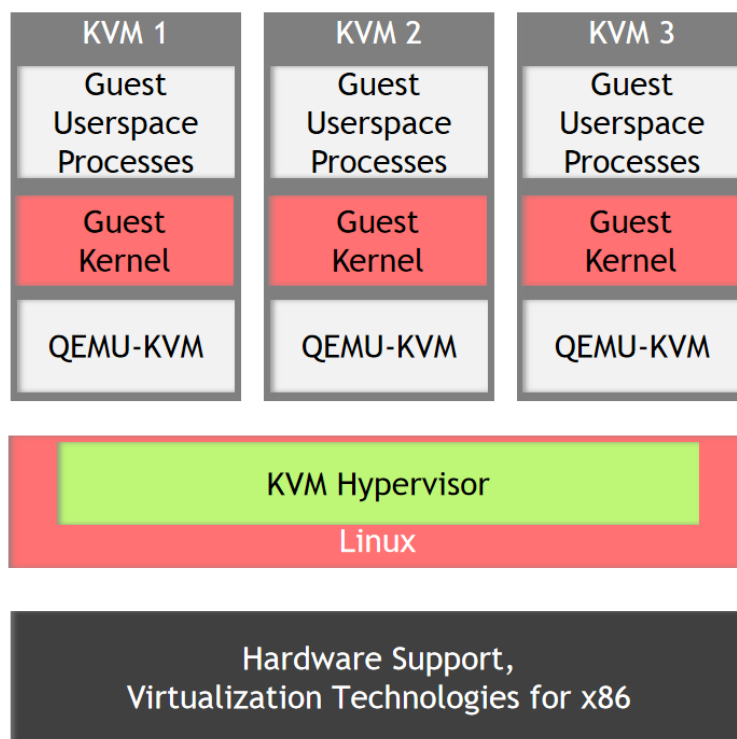 KVM 1
Guest
Userspace
Processes
Guest
Kernel
QEMU-KVM
KVM 2
Guest
Userspace
Processes
Guest
Kernel
QEMU-KVM
KVM 3
Guest
Userspace
Processes
Guest
Kernel
QEMU-KVM
KVM Hypervisor
Linux
Hardware Support,
Virtualization Technologies for x86